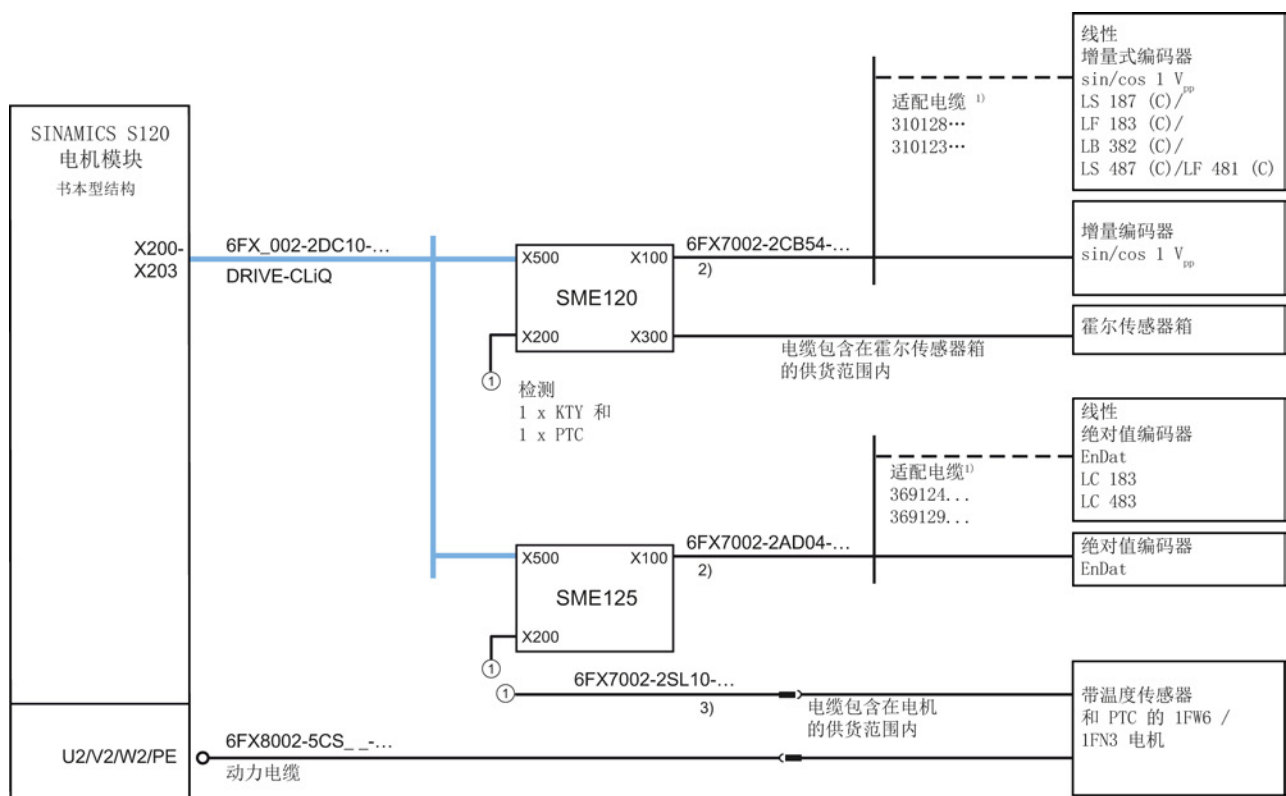 SINAMICS S120
电机模块
书本型结构
X200-
X203
U2/V2/W2/PE
6FX_002-2DC10-...
DRIVE-CLiQ
X500
X100
SME120
X200
X300
①
检测
1 x KTY 和
1 x PTC
6FX7002-2CB54-...
2)
适配电缆 1)
310128...
310123...
电缆包含在霍尔传感器箱
的供货范围内
线性
增量式编码器
sin/cos 1 Vpp
LS 187 (C)/
LF 183 (C)/
LB 382 (C)/
LS 487 (C)/LF 481 (C)
增量编码器
sin/cos 1 Vpp
霍尔传感器箱
X500
X100
SME125
X200
①
6FX7002-2AD04-...
2)
适配电缆1)
369124...
369129...
线性
绝对值编码器
EnDat
LC 183
LC 483
绝对值编码器
EnDat
①
6FX7002-2SL10-...
3)
电缆包含在电机
的供货范围内
带温度传感器
和 PTC 的 1FW6 /
1FN3 电机
6FX8002-5CS_ _-...
动力电缆